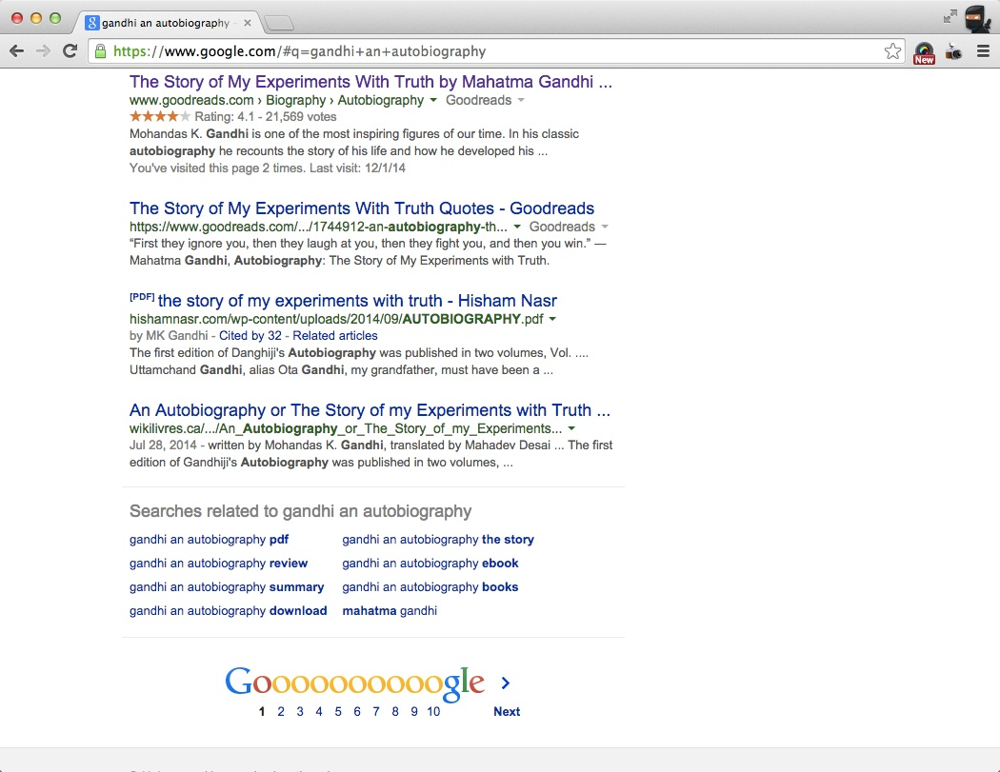 gandhi an autobiography -
https://www.google.com/#q=gandhi+an+autobiography
New
The Story of My Experiments With Truth by Mahatma Gandhi ...
www.goodreads.com › Biography › Autobiography Goodreads
Rating: 4.1 - 21,569 votes
Mohandas K. Gandhi is one of the most inspiring figures of our time. In his classic
autobiography he recounts the story of his life and how he developed his ...
You've visited this page 2 times. Last visit: 12/1/14
The Story of My Experiments With Truth Quotes - Goodreads
https://www.goodreads.com/.../1744912-an-autobiography-th... Goodreads
“First they ignore you, then they laugh at you, then they fight you, and then you win.” —
Mahatma Gandhi, Autobiography: The Story of My Experiments with Truth.
[PDF] the story of my experiments with truth - Hisham Nasr
hishamnasr.com/wp-content/uploads/2014/09/AUTOBIOGRAPHY.pdf
by MK Gandhi - Cited by 32 - Related articles
The first edition of Danghiji's Autobiography was published in two volumes, Vol. ....
Uttamchand Gandhi, alias Ota Gandhi, my grandfather, must have been a ...
An Autobiography or The Story of my Experiments with Truth ...
wikilivres.ca/.../An_Autobiography_or_The_Story_of_my_Experiments...
Jul 28, 2014 - written by Mohandas K. Gandhi, translated by Mahadev Desai ... The first
edition of Gandhiji's Autobiography was published in two volumes, ...
Searches related to gandhi an autobiography
gandhi an autobiography pdf gandhi an autobiography the story
gandhi an autobiography review gandhi an autobiography ebook
gandhi an autobiography summary gandhi an autobiography books
gandhi an autobiography download mahatma gandhi
Goooooooooogle
1 2 3 4 5 6 7 8 9 10 Next